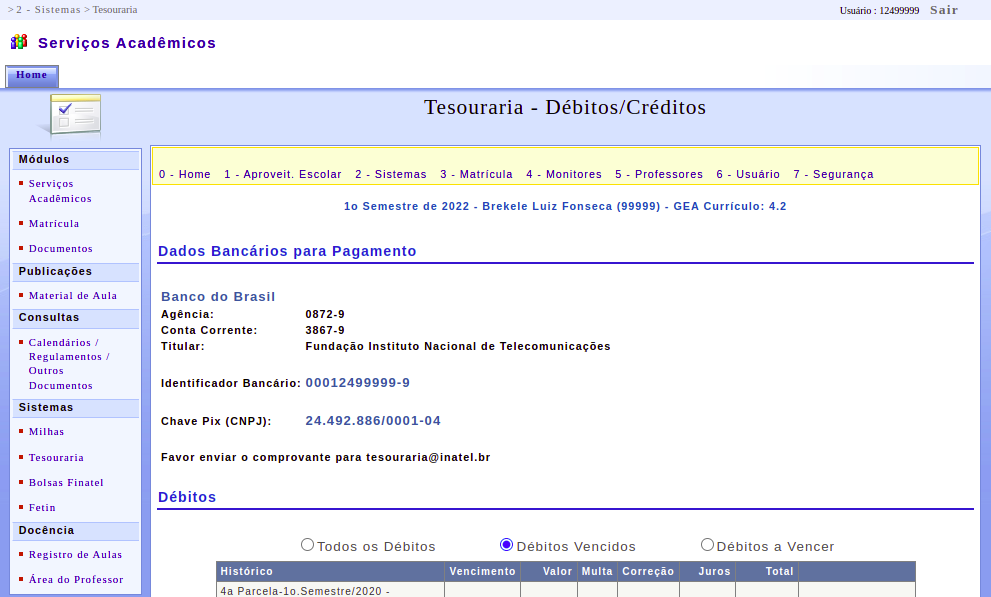 > 2 - Sistemas > Tesouraria
Usuário : 12499999 Sair
Serviços Acadêmicos
Home
Tesouraria - Débitos/Créditos
Módulos
Serviços
Acadêmicos
Matrícula
Documentos
Publicações
Material de Aula
Consultas
Calendários /
Regulamentos /
Outros
Documentos
Sistemas
Milhas
Tesouraria
Bolsas Finatel
Fetin
Docência
Registro de Aulas
Área do Professor
0 - Home 1 - Aproveit. Escolar 2 - Sistemas 3 - Matrícula 4 - Monitores 5 - Professores 6 - Usuário 7 - Segurança
1o Semestre de 2022 - Brekele Luiz Fonseca (99999) - GEA Currículo: 4.2
Dados Bancários para Pagamento
Banco do Brasil
Agência: 0872-9
Conta Corrente: 3867-9
Titular: Fundação Instituto Nacional de Telecomunicações
Identificador Bancário: 00012499999-9
Chave Pix (CNPJ): 24.492.886/0001-04
Favor enviar o comprovante para tesouraria@inatel.br
Débitos
Todos os Débitos Débitos Vencidos Débitos a Vencer
Histórico Vencimento Valor Multa Correção Juros Total
4a Parcela-1o.Semestre/2020 -